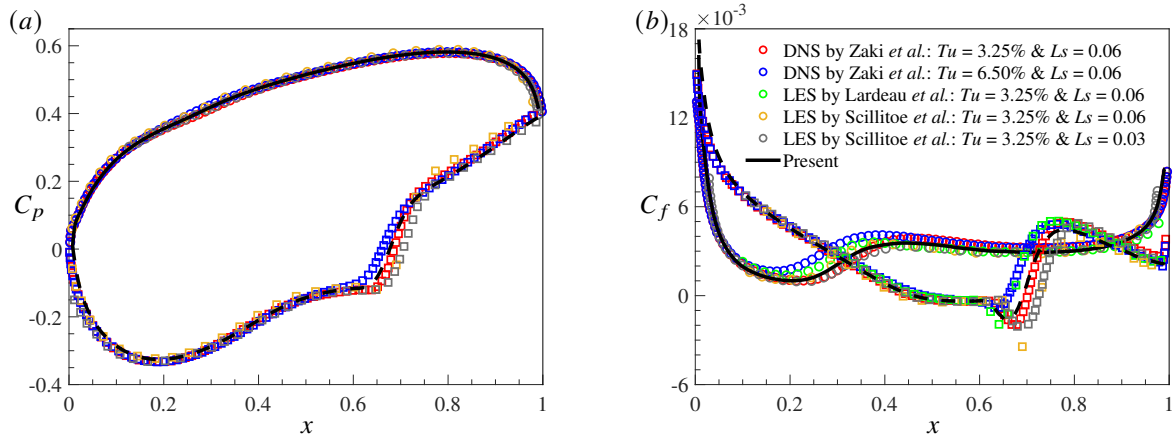 (a)
0.6
0.4
0.2
C_p
0
-0.2
-0.4
0 0.2 0.4 0.6 0.8 1
x
(b)
×10⁻³
18
12
6
C_f
0
-6
0 0.2 0.4 0.6 0.8 1
x
DNS by Zaki et al.: Tu = 3.25% & Ls = 0.06
DNS by Zaki et al.: Tu = 6.50% & Ls = 0.06
LES by Lardeau et al.: Tu = 3.25% & Ls = 0.06
LES by Scillitoe et al.: Tu = 3.25% & Ls = 0.06
LES by Scillitoe et al.: Tu = 3.25% & Ls = 0.03
Present